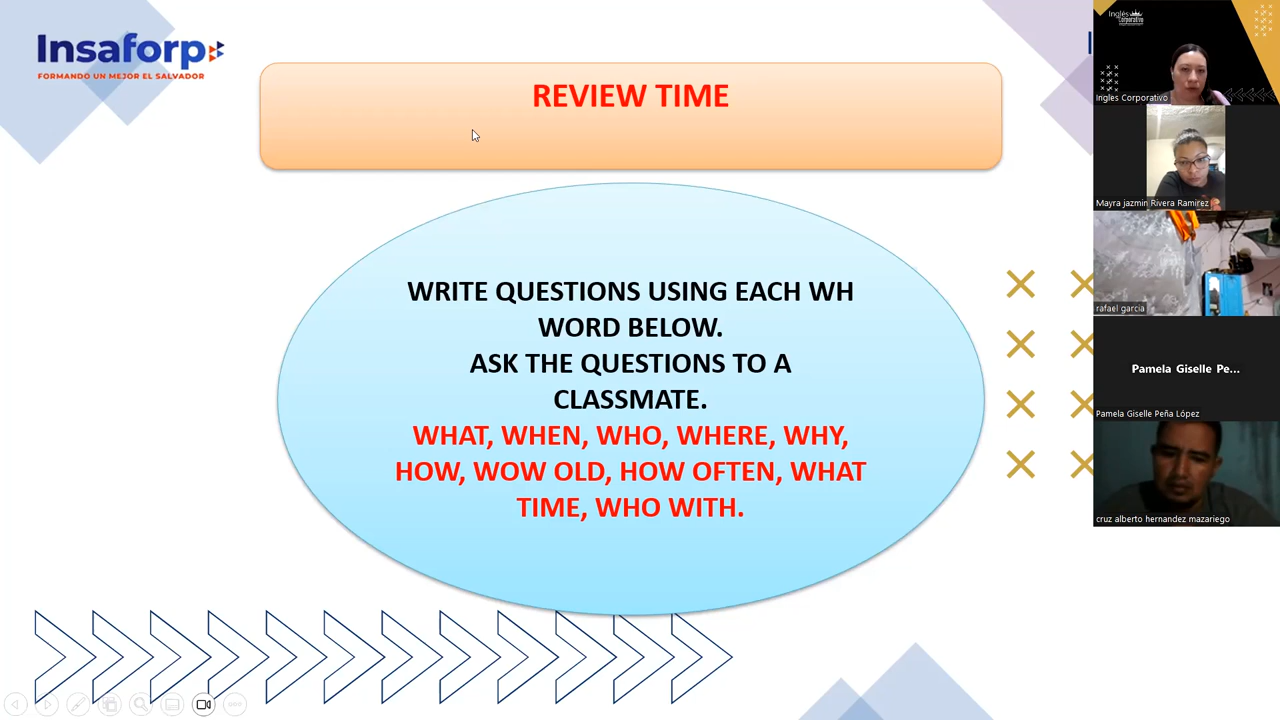 Insaforp
FORMANDO UN MEJOR EL SALVADOR
REVIEW TIME
WRITE QUESTIONS USING EACH WH
WORD BELOW.
ASK THE QUESTIONS TO A
CLASSMATE.
WHAT, WHEN, WHO, WHERE, WHY,
HOW, WOW OLD, HOW OFTEN, WHAT
TIME, WHO WITH.
Inglés
Corporativo
Ingles Corporativo
Mayra jazmin Rivera Ramirez
rafael garcia
Pamela Giselle Pe...
Pamela Giselle Peña López
cruz alberto hernandez mazariego